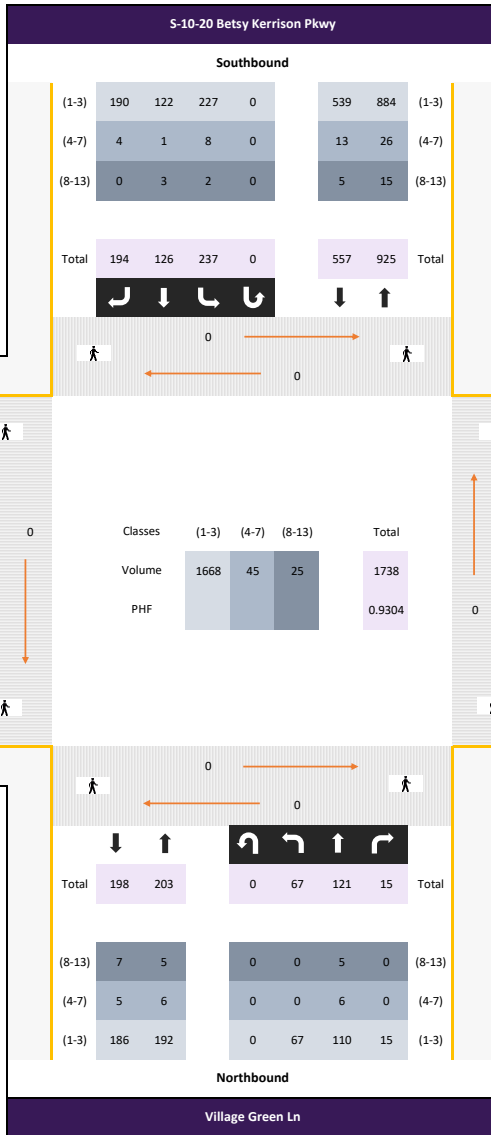 S-10-20 Betsy Kerrison Pkwy
Southbound
(1-3) 190 122 227 0 539 884 (1-3)
(4-7) 4 1 8 0 13 26 (4-7)
(8-13) 0 3 2 0 5 15 (8-13)
Total 194 126 237 0 557 925 Total
0
0
Classes (1-3) (4-7) (8-13) Total
0 Volume 1668 45 25 1738
PHF 0.9304 0
0
0
Total 198 203 0 67 121 15 Total
(8-13) 7 5 0 0 5 0 (8-13)
(4-7) 5 6 0 0 6 0 (4-7)
(1-3) 186 192 0 67 110 15 (1-3)
Northbound
Village Green Ln